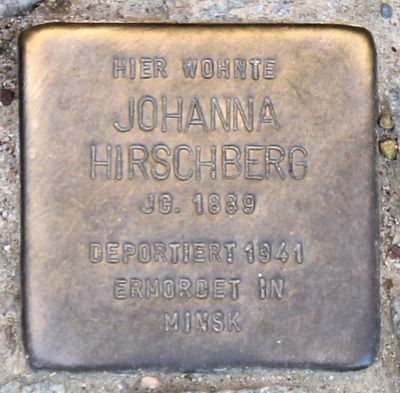 HIER WOHNTE
JOHANNA
HIRSCHBERG
JG. 1889
DEPORTIERT 1941
ERMORDET IN
MINSK